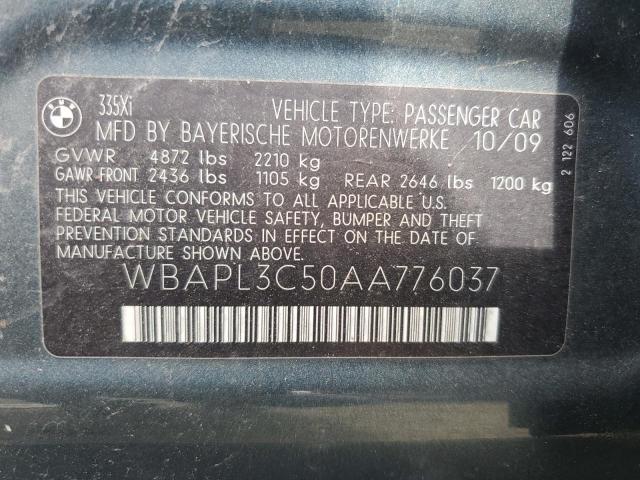 BMW
335Xi
VEHICLE TYPE: PASSENGER CAR
MFD BY BAYERISCHE MOTORENWERKE 10/09
GVWR 4872 lbs 2210 kg
GAWR FRONT 2436 lbs 1105 kg REAR 2646 lbs 1200 kg
THIS VEHICLE CONFORMS TO ALL APPLICABLE U.S.
FEDERAL MOTOR VEHICLE SAFETY, BUMPER AND THEFT
PREVENTION STANDARDS IN EFFECT ON THE DATE OF
MANUFACTURE SHOWN ABOVE.
WBAPL3C50AA776037
2 122 606